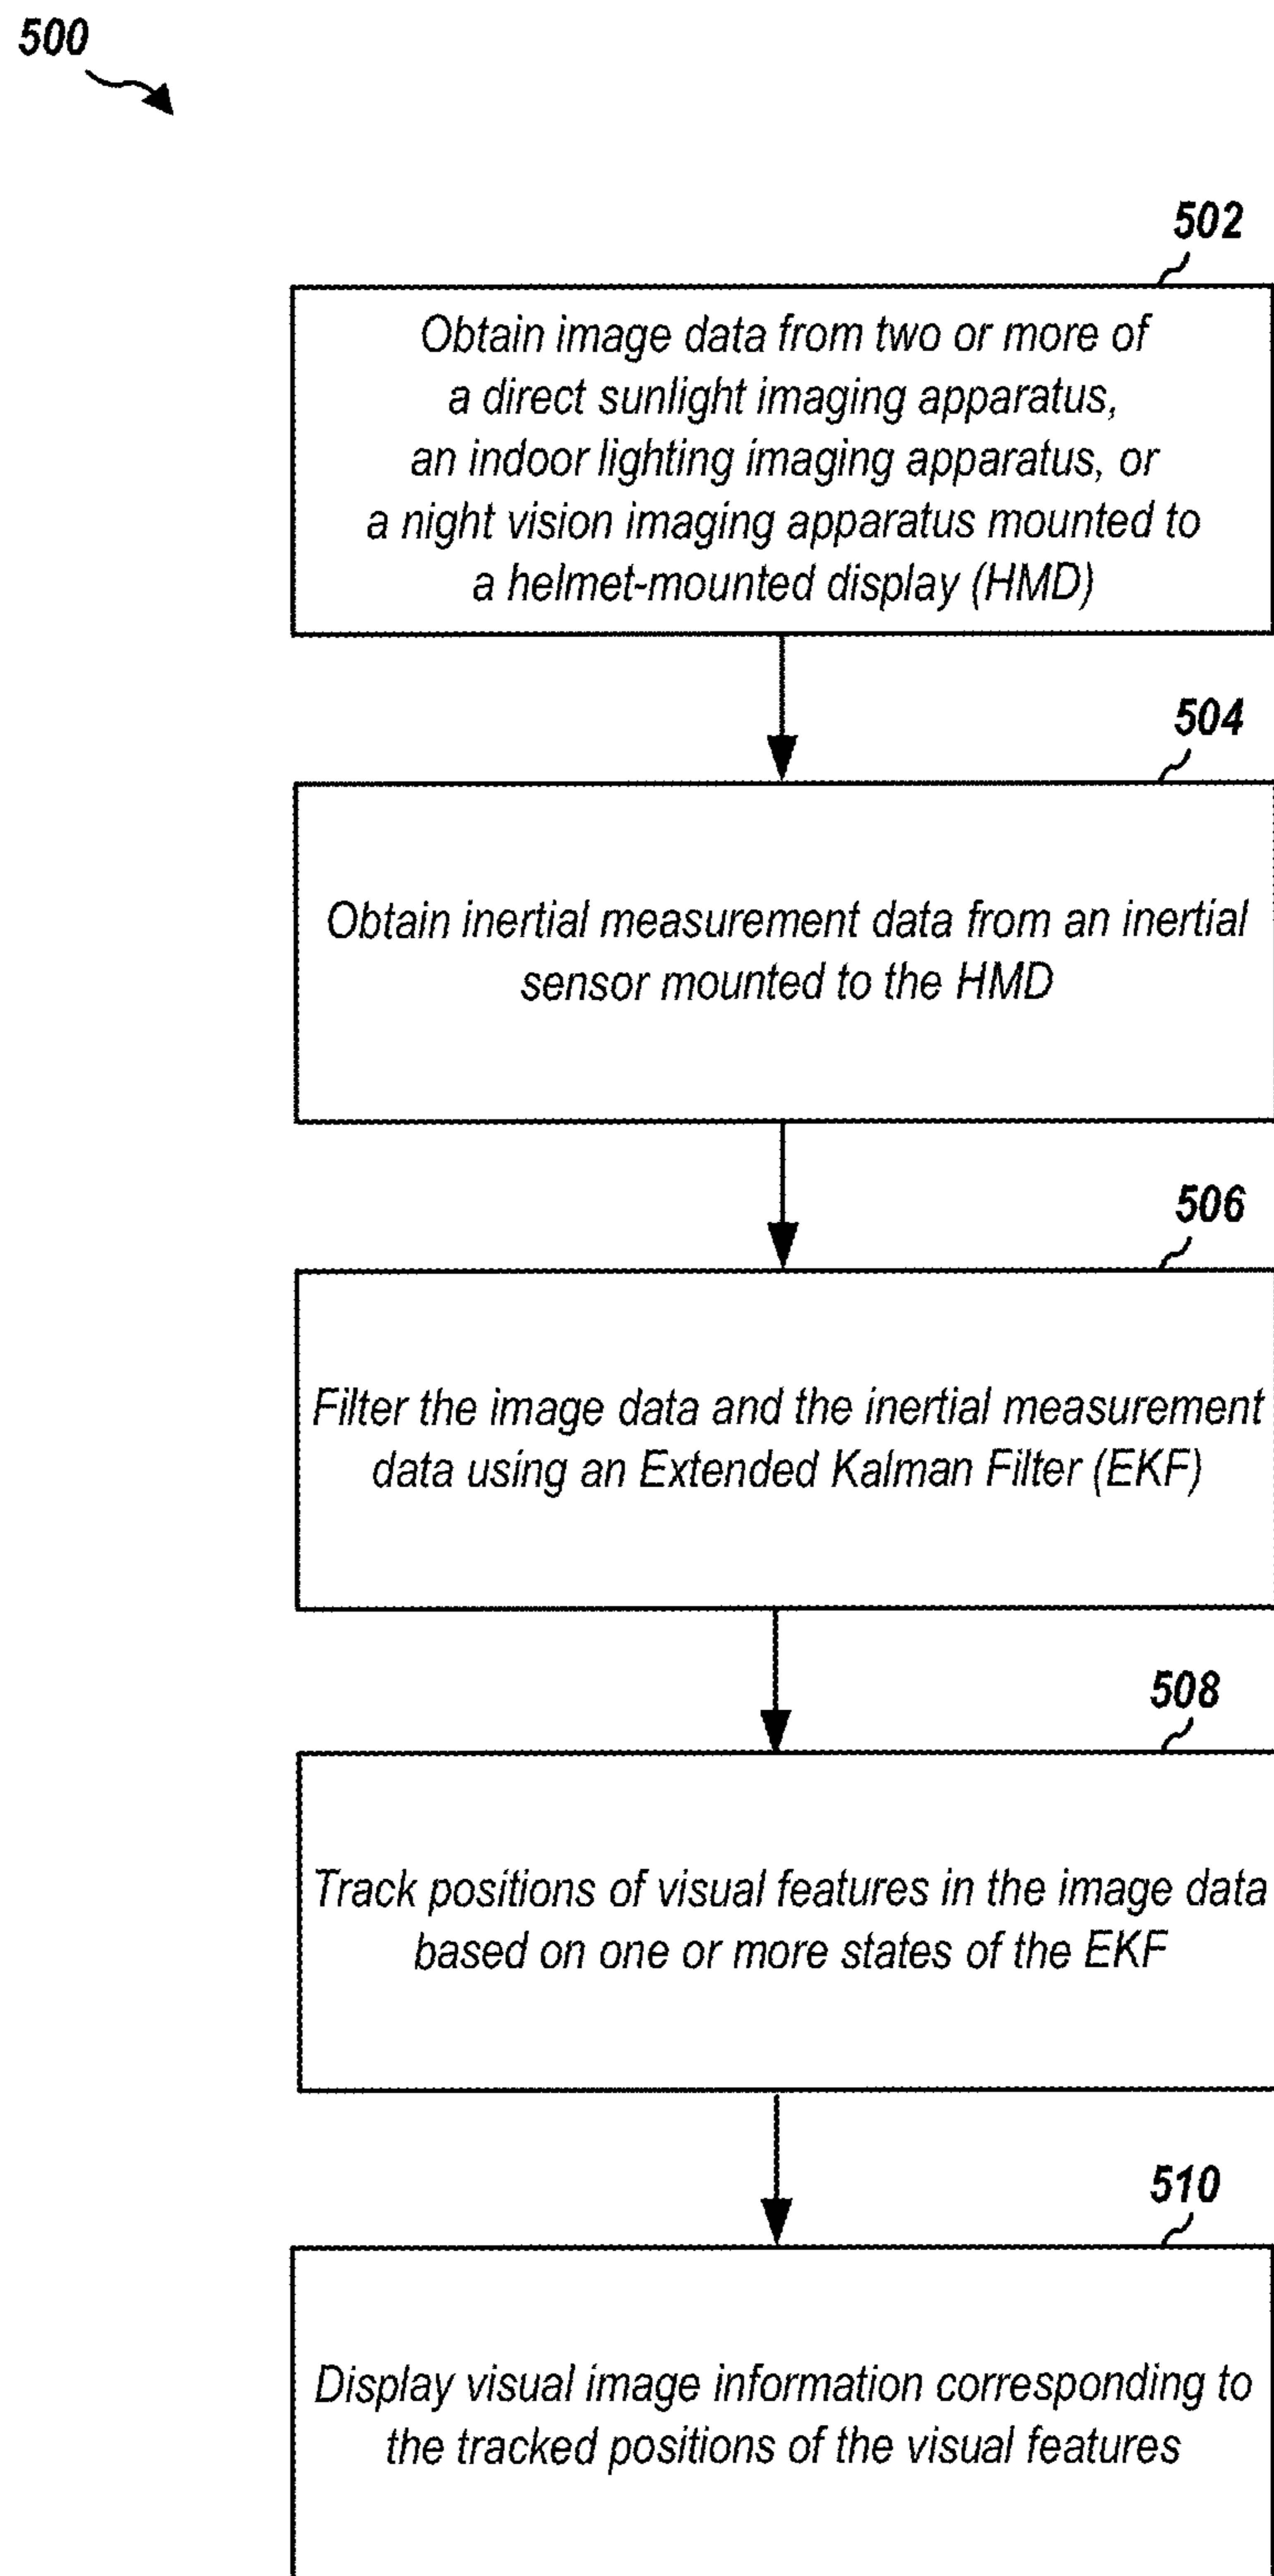 500
502
Obtain image data from two or more of
a direct sunlight imaging apparatus,
an indoor lighting imaging apparatus, or
a night vision imaging apparatus mounted to
a helmet-mounted display (HMD)
504
Obtain inertial measurement data from an inertial
sensor mounted to the HMD
506
Filter the image data and the inertial measurement
data using an Extended Kalman Filter (EKF)
508
Track positions of visual features in the image data
based on one or more states of the EKF
510
Display visual image information corresponding to
the tracked positions of the visual features